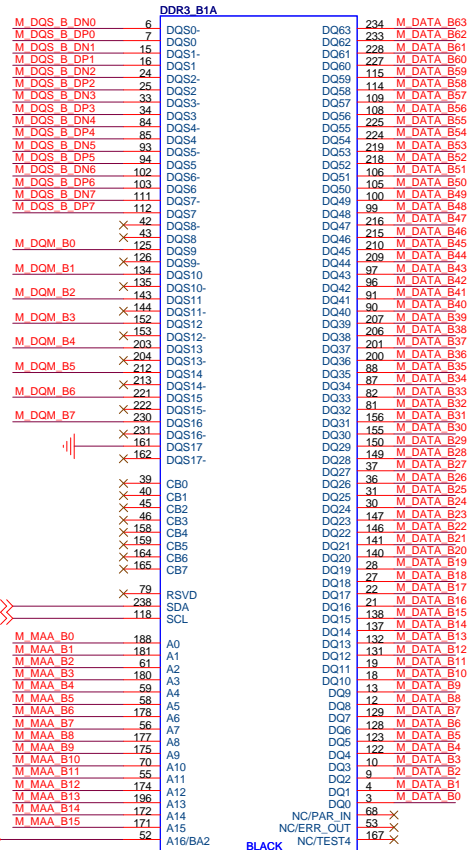 DDR3_B1A
M_DQS_B_DN0 6 DQS0-
M_DQS_B_DP0 7 DQS0
M_DQS_B_DN1 15 DQS1-
M_DQS_B_DP1 16 DQS1
M_DQS_B_DN2 24 DQS2-
M_DQS_B_DP2 25 DQS2
M_DQS_B_DN3 33 DQS3-
M_DQS_B_DP3 34 DQS3
M_DQS_B_DN4 84 DQS4-
M_DQS_B_DP4 85 DQS4
M_DQS_B_DN5 93 DQS5-
M_DQS_B_DP5 94 DQS5
M_DQS_B_DN6 102 DQS6-
M_DQS_B_DP6 103 DQS6
M_DQS_B_DN7 111 DQS7-
M_DQS_B_DP7 112 DQS7
42 DQS8-
43 DQS8
M_DQM_B0 125 DQS9
126 DQS9-
M_DQM_B1 134 DQS10
135 DQS10-
M_DQM_B2 143 DQS11
144 DQS11-
M_DQM_B3 152 DQS12
153 DQS12-
M_DQM_B4 203 DQS13
204 DQS13-
M_DQM_B5 212 DQS14
213 DQS14-
M_DQM_B6 221 DQS15
222 DQS15-
M_DQM_B7 230 DQS16
231 DQS16-
161 DQS17
162 DQS17-
39 CB0
40 CB1
45 CB2
46 CB3
158 CB4
159 CB5
164 CB6
165 CB7
79 RSVD
238 SDA
118 SCL
M_MAA_B0 188 A0
M_MAA_B1 181 A1
M_MAA_B2 61 A2
M_MAA_B3 180 A3
M_MAA_B4 59 A4
M_MAA_B5 58 A5
M_MAA_B6 178 A6
M_MAA_B7 56 A7
M_MAA_B8 177 A8
M_MAA_B9 175 A9
M_MAA_B10 70 A10
M_MAA_B11 55 A11
M_MAA_B12 174 A12
M_MAA_B13 196 A13
M_MAA_B14 172 A14
M_MAA_B15 171 A15
52 A16/BA2
DQ63 234 M_DATA_B63
DQ62 233 M_DATA_B62
DQ61 228 M_DATA_B61
DQ60 227 M_DATA_B60
DQ59 115 M_DATA_B59
DQ58 114 M_DATA_B58
DQ57 109 M_DATA_B57
DQ56 108 M_DATA_B56
DQ55 225 M_DATA_B55
DQ54 224 M_DATA_B54
DQ53 219 M_DATA_B53
DQ52 218 M_DATA_B52
DQ51 106 M_DATA_B51
DQ50 105 M_DATA_B50
DQ49 100 M_DATA_B49
DQ48 99 M_DATA_B48
DQ47 216 M_DATA_B47
DQ46 215 M_DATA_B46
DQ45 210 M_DATA_B45
DQ44 209 M_DATA_B44
DQ43 97 M_DATA_B43
DQ42 96 M_DATA_B42
DQ41 91 M_DATA_B41
DQ40 90 M_DATA_B40
DQ39 207 M_DATA_B39
DQ38 206 M_DATA_B38
DQ37 201 M_DATA_B37
DQ36 200 M_DATA_B36
DQ35 88 M_DATA_B35
DQ34 87 M_DATA_B34
DQ33 82 M_DATA_B33
DQ32 81 M_DATA_B32
DQ31 156 M_DATA_B31
DQ30 155 M_DATA_B30
DQ29 150 M_DATA_B29
DQ28 149 M_DATA_B28
DQ27 37 M_DATA_B27
DQ26 36 M_DATA_B26
DQ25 31 M_DATA_B25
DQ24 30 M_DATA_B24
DQ23 147 M_DATA_B23
DQ22 146 M_DATA_B22
DQ21 141 M_DATA_B21
DQ20 140 M_DATA_B20
DQ19 28 M_DATA_B19
DQ18 27 M_DATA_B18
DQ17 22 M_DATA_B17
DQ16 21 M_DATA_B16
DQ15 138 M_DATA_B15
DQ14 137 M_DATA_B14
DQ13 132 M_DATA_B13
DQ12 131 M_DATA_B12
DQ11 19 M_DATA_B11
DQ10 18 M_DATA_B10
DQ9 13 M_DATA_B9
DQ8 12 M_DATA_B8
DQ7 129 M_DATA_B7
DQ6 128 M_DATA_B6
DQ5 123 M_DATA_B5
DQ4 122 M_DATA_B4
DQ3 10 M_DATA_B3
DQ2 9 M_DATA_B2
DQ1 4 M_DATA_B1
DQ0 3 M_DATA_B0
NC/PAR_IN 68
NC/ERR_OUT 53
NC/TEST4 167
BLACK